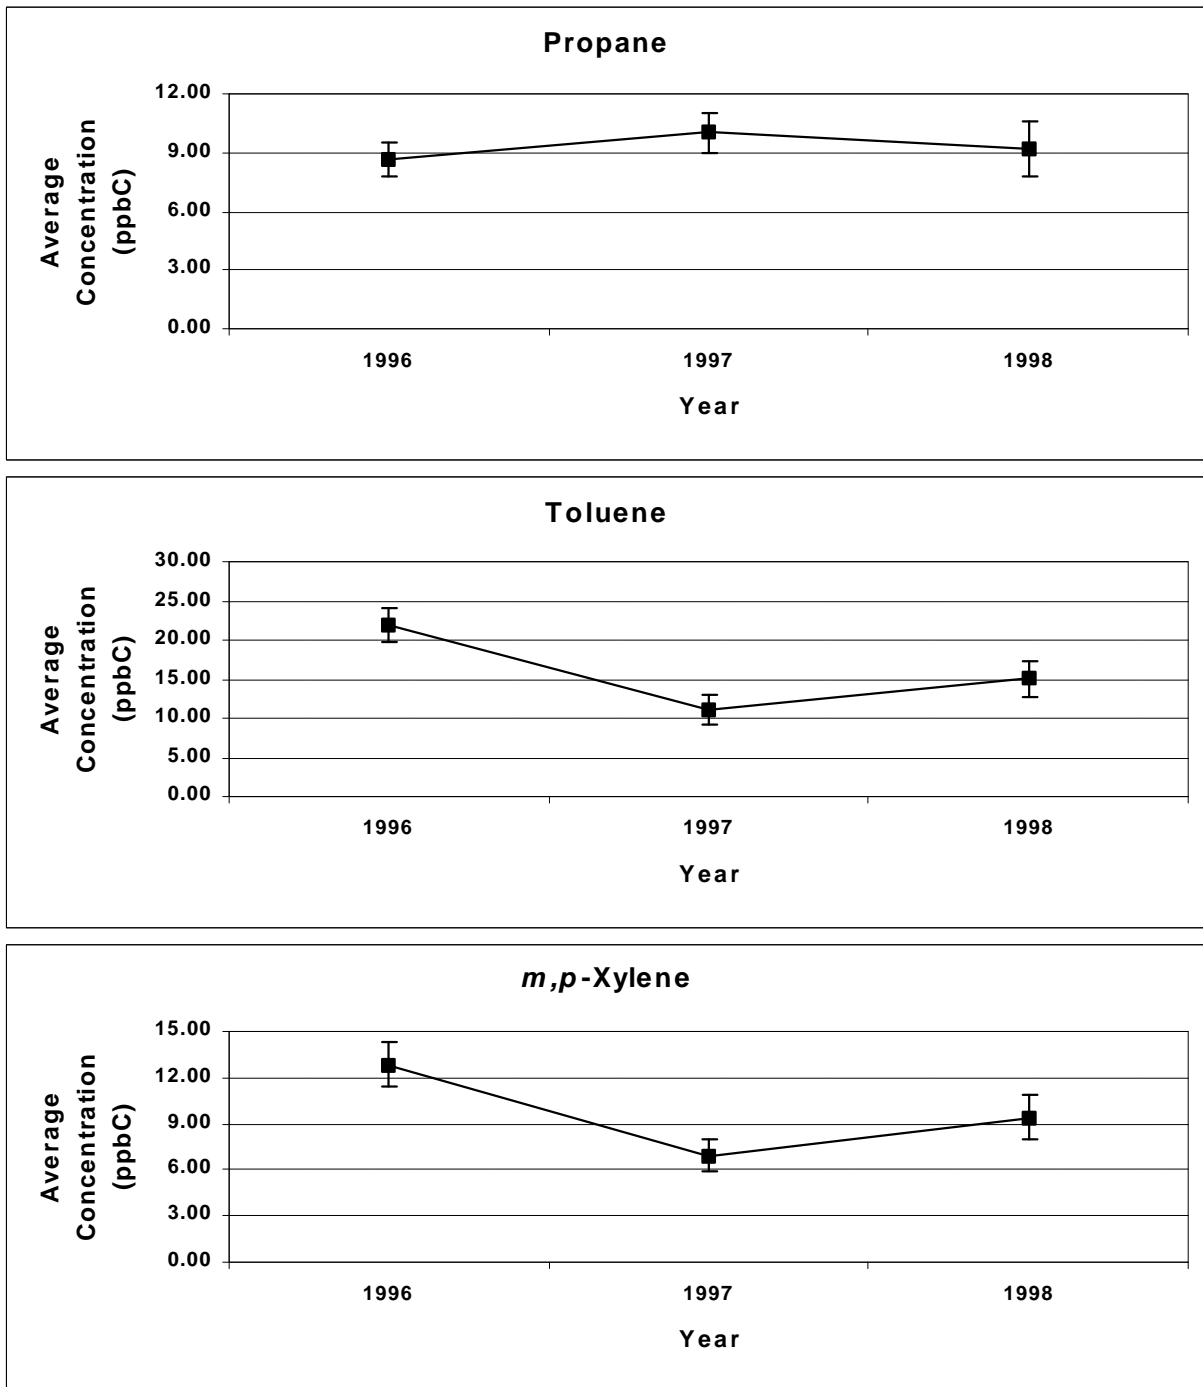 Propane
Average
Concentration
(ppbC)
12.00
9.00
6.00
3.00
0.00
1996
1997
1998
Year
Toluene
Average
Concentration
(ppbC)
30.00
25.00
20.00
15.00
10.00
5.00
0.00
1996
1997
1998
Year
m,p-Xylene
Average
Concentration
(ppbC)
15.00
12.00
9.00
6.00
3.00
0.00
1996
1997
1998
Year